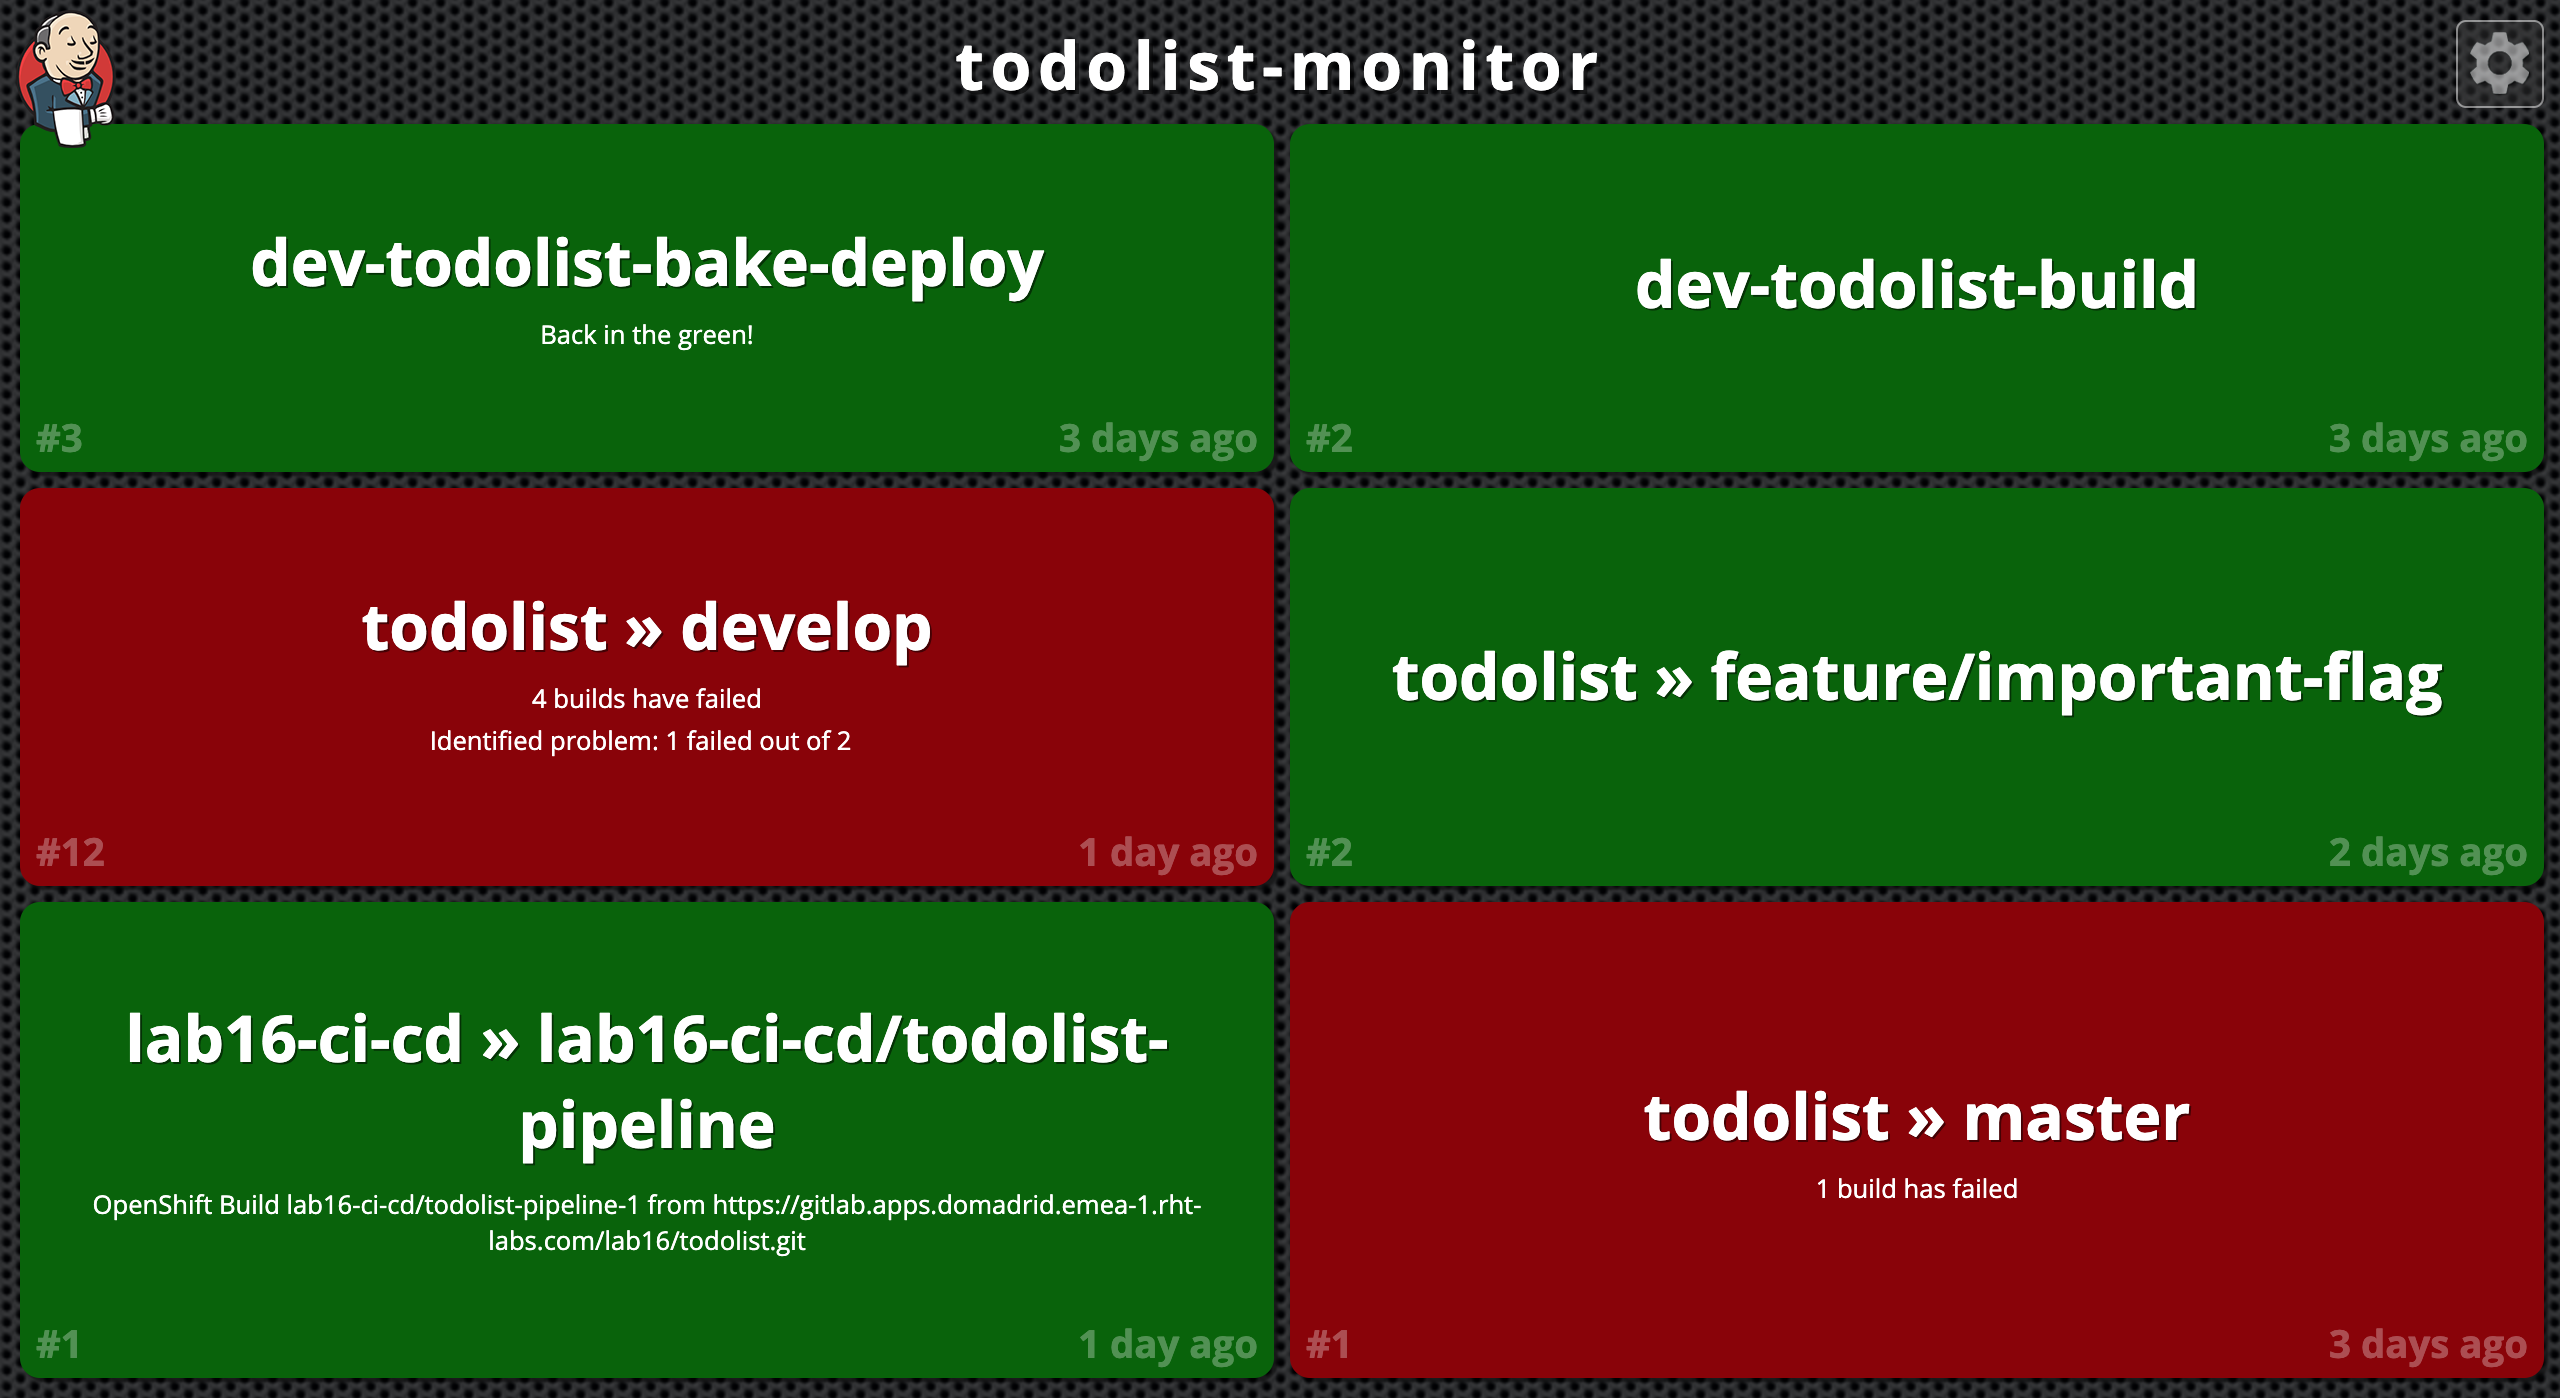 todolist-monitor
dev-todolist-bake-deploy
Back in the green!
#3
3 days ago
dev-todolist-build
#2
3 days ago
todolist » develop
4 builds have failed
Identified problem: 1 failed out of 2
#12
1 day ago
todolist » feature/important-flag
#2
2 days ago
lab16-ci-cd » lab16-ci-cd/todolist-
pipeline
OpenShift Build lab16-ci-cd/todolist-pipeline-1 from https://gitlab.apps.domadrid.emea-1.rht-
labs.com/lab16/todolist.git
#1
1 day ago
todolist » master
1 build has failed
#1
3 days ago